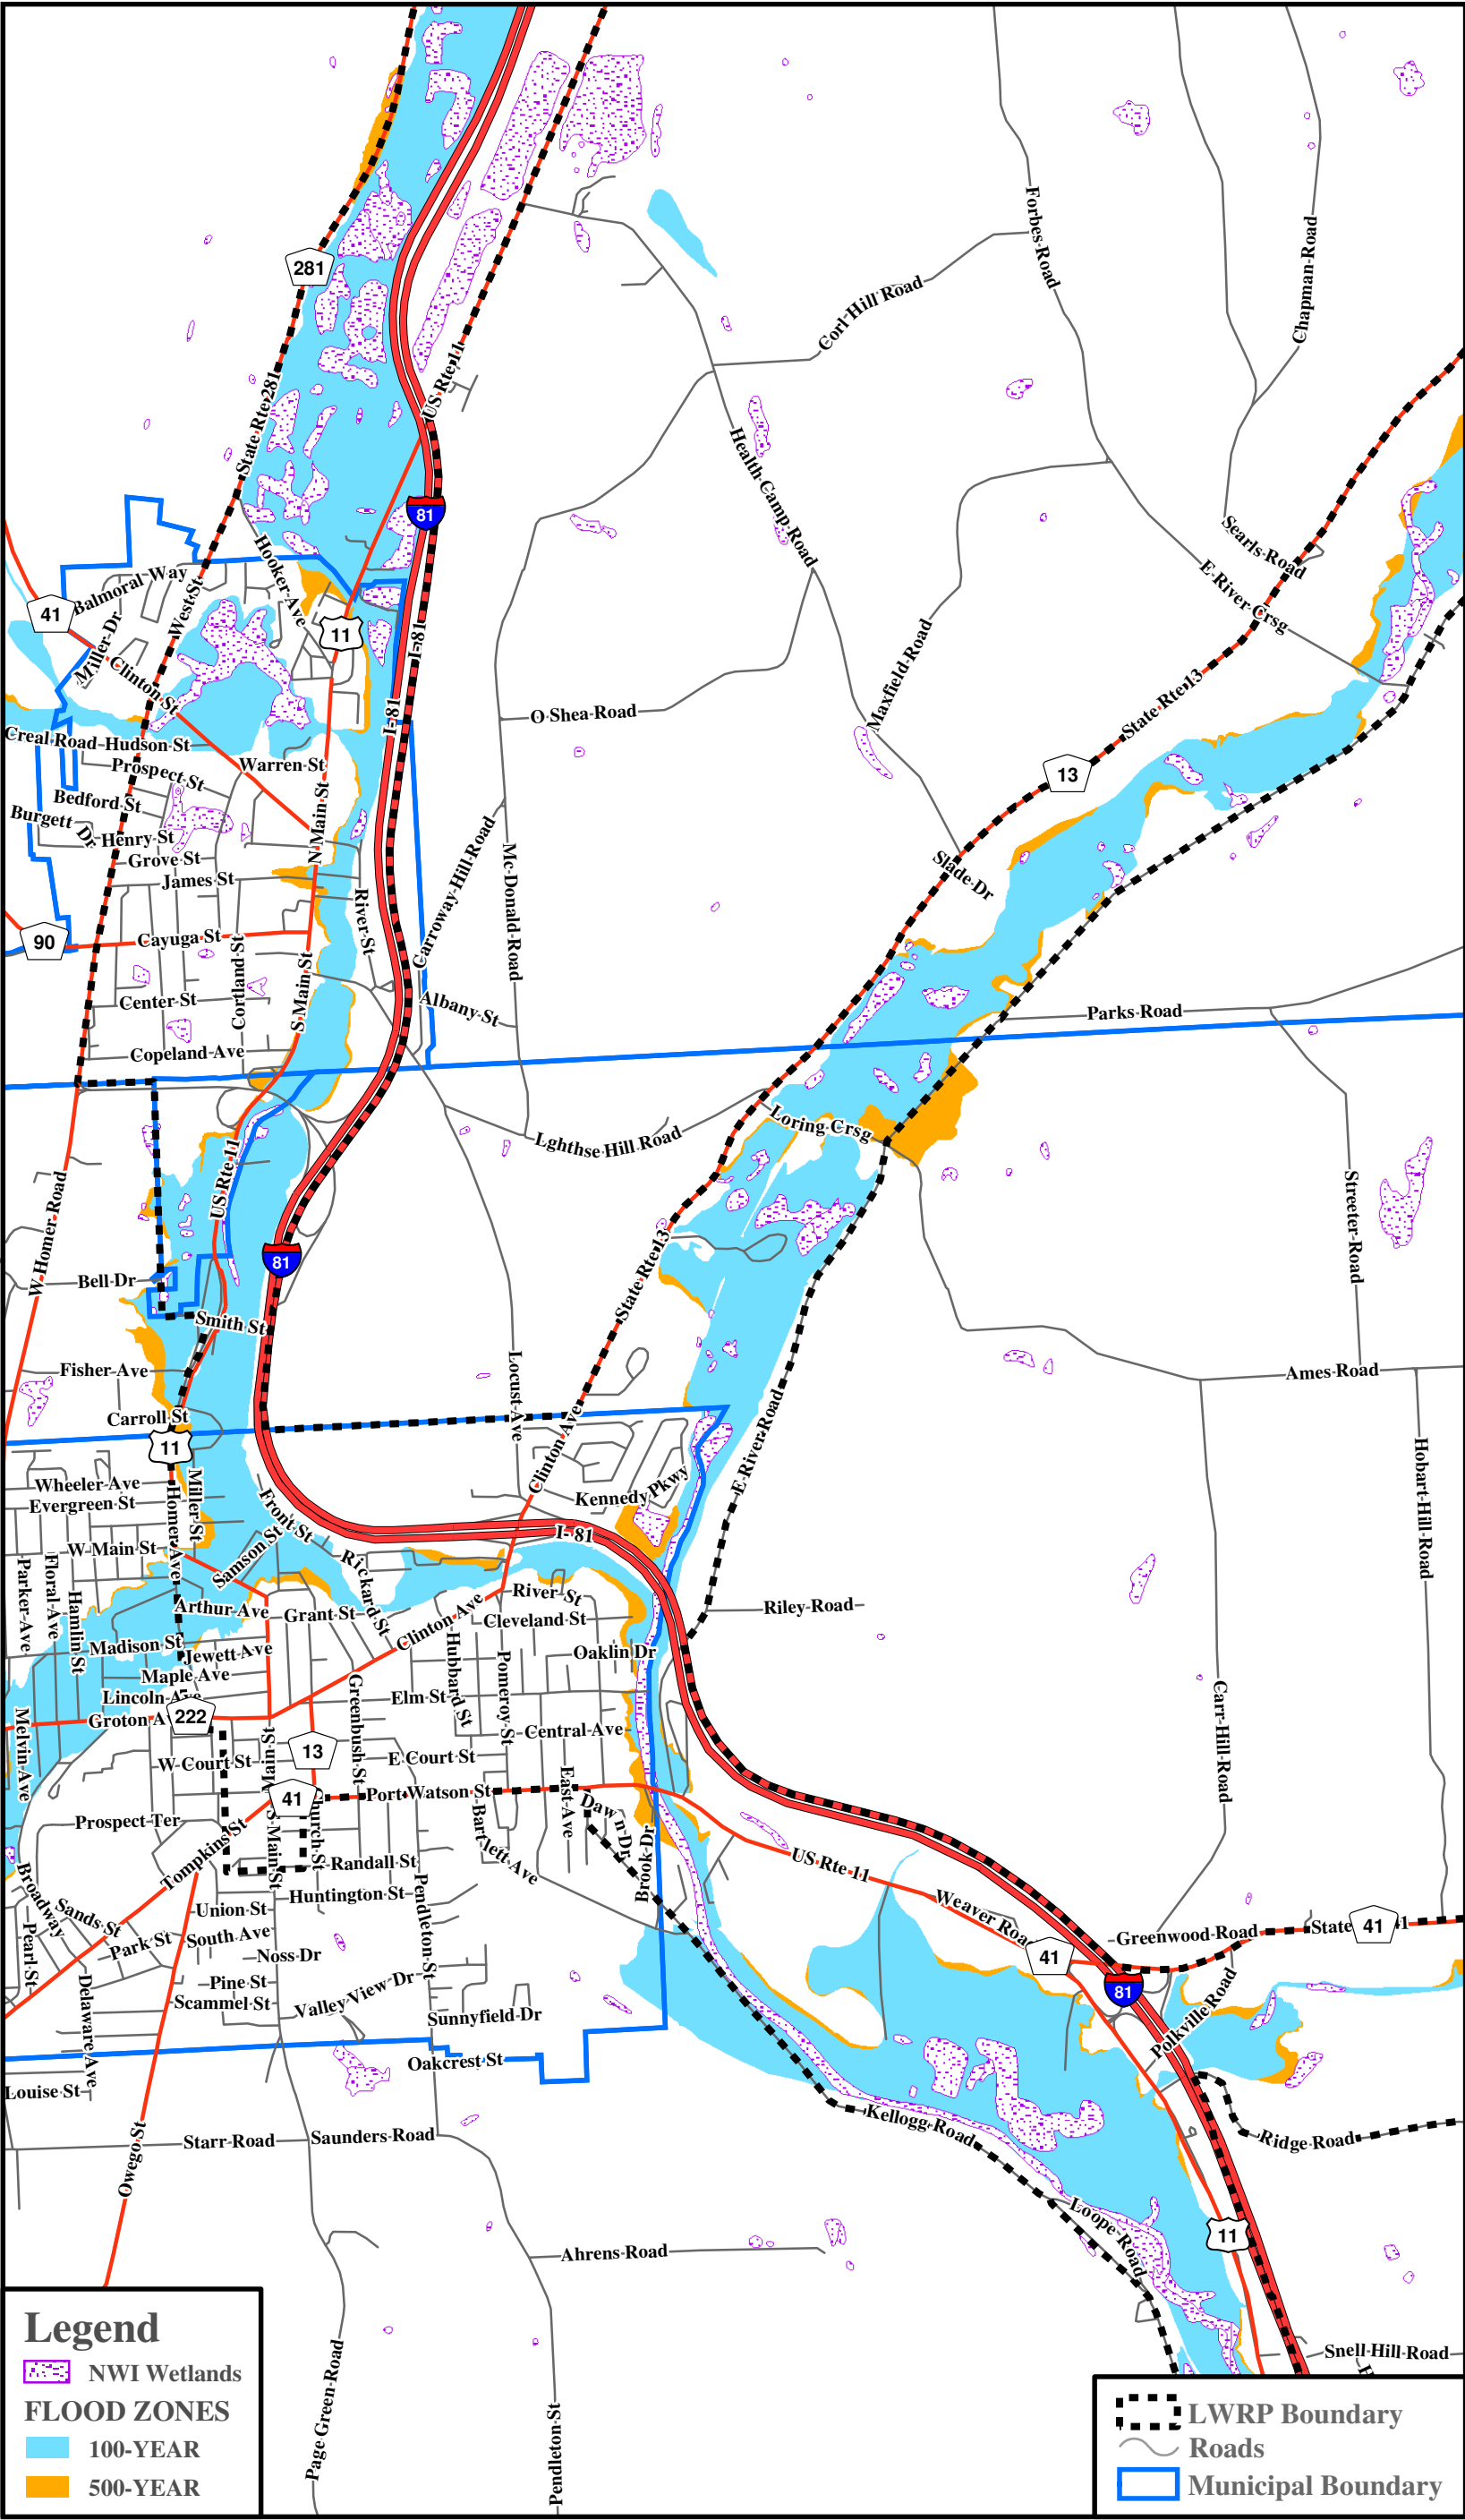 281
Forbes-Road
Chapman-Road
Corl Hill Road
US Rte 11
State Rte 281
Health Camp Road
81
Searls Road
Hooker-Ave
E River Crsg
Balmoral Way
West St
41
11
I-81
Miller-Dr
Clinton St
Maxfield-Road
State Rte 13
I-81
O Shea Road
Creal Road-Hudson St
Warren-St
13
Prospect St
Bedford St
N Main St
Burgett Dr
Henry St
Grove St
Carroway-Hill-Road
Mc-Donald-Road
Slade-Dr
James St
River-St
90
Cayuga St
Cortland-St
S Main St
Center-St
Albany-St
Parks-Road
Copeland-Ave
Loring-Crsg
Lghthse Hill Road
US-Rte-11
W Homer-Road
Streeter-Road
81
State Rte 13
Bell-Dr
Smith St
Fisher-Ave
Locust-Ave
Ames-Road
Carroll St
11
Clinton Ave
E-River-Road
Hobart-Hill-Road
Wheeler-Ave
Miller St
Kennedy Pkwy
Evergreen-St
Homer-Ave
Front St
I- 81
W Main St
Samson St
Rickard-St
Parker-Ave
Floral-Ave
Hamlin St
River-St
Arthur Ave
Grant-St
Clinton Ave
Cleveland-St
Riley-Road
Madison St
Jewett-Ave
Hubbard St
Pomeroy-St
Oaklin Dr
Maple-Ave
Lincoln-Ave
Greenbush-St
Elm-St
Melvin-Ave
Groton A
222
Central-Ave
Carr-Hill-Road
13
W-Court-St
Main-St
E-Court-St
41
Port-Watson-St
East-Ave
Dawn-Dr
Prospect-Ter
Tompkins St
S-Main-St
hurch-St
Bartlett-Ave
Brook-Dr
Randall-St
US Rte 11
Broadway
Huntington-St
Pendleton-St
Weaver Roa
Sands St
Union-St
State
41
1
Pearl-St
Park St
South-Ave
Greenwood-Road
Noss-Dr
41
Pine-St
81
Delaware-Ave
Scammel-St
Valley-View-Dr
Polkville-Road
Sunnyfield-Dr
Oakcrest-St
Louise-St
Kellogg-Road
Ridge-Road
Owego-St
Starr-Road
Saunders-Road
Loope-Road
11
Ahrens-Road
Snell-Hill-Road
H
Page-Green-Road
Pendleton-St
Legend
NWI Wetlands
FLOOD ZONES
100-YEAR
500-YEAR
LWRP Boundary
Roads
Municipal Boundary